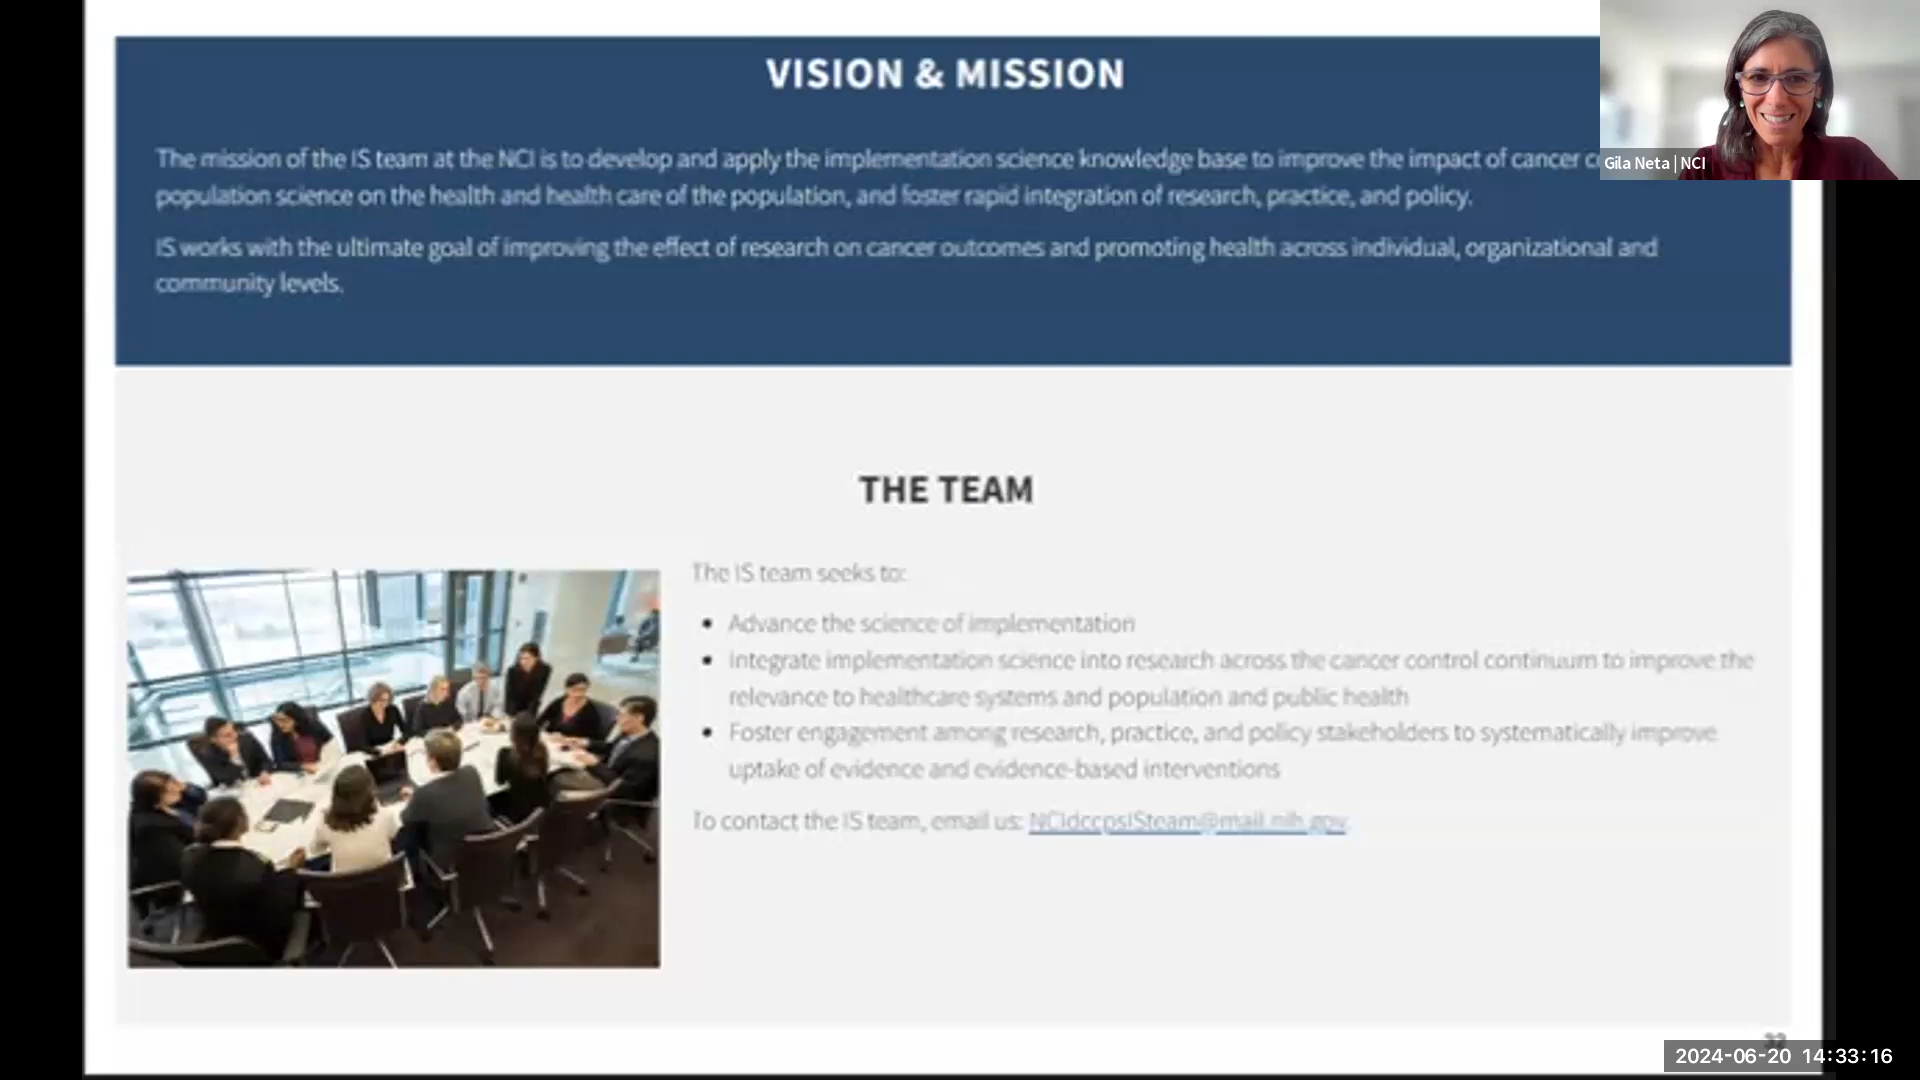 VISION & MISSION
The mission of the IS team at the NCI is to develop and apply the implementation science knowledge base to improve the impact of cancer
population science on the health and health care of the population, and foster rapid integration of research, practice, and policy.
IS works with the ultimate goal of improving the effect of research on cancer outcomes and promoting health across individual, organizational and
community levels.
Gila Neta | NCI
THE TEAM
The IS team seeks to:
• Advance the science of implementation
• Integrate implementation science into research across the cancer control continuum to improve the
relevance to healthcare systems and population and public health
• Foster engagement among research, practice, and policy stakeholders to systematically improve
uptake of evidence and evidence-based interventions
To contact the IS team, email us: NCIdccpsISteam@mail.nih.gov.
2024-06-20 14:33:16